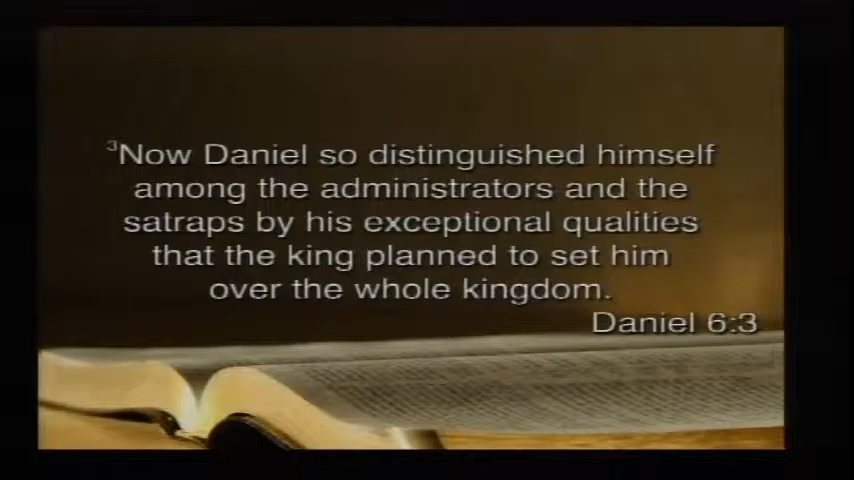 ³Now Daniel so distinguished himself
among the administrators and the
satraps by his exceptional qualities
that the king planned to set him
over the whole kingdom.
Daniel 6:3